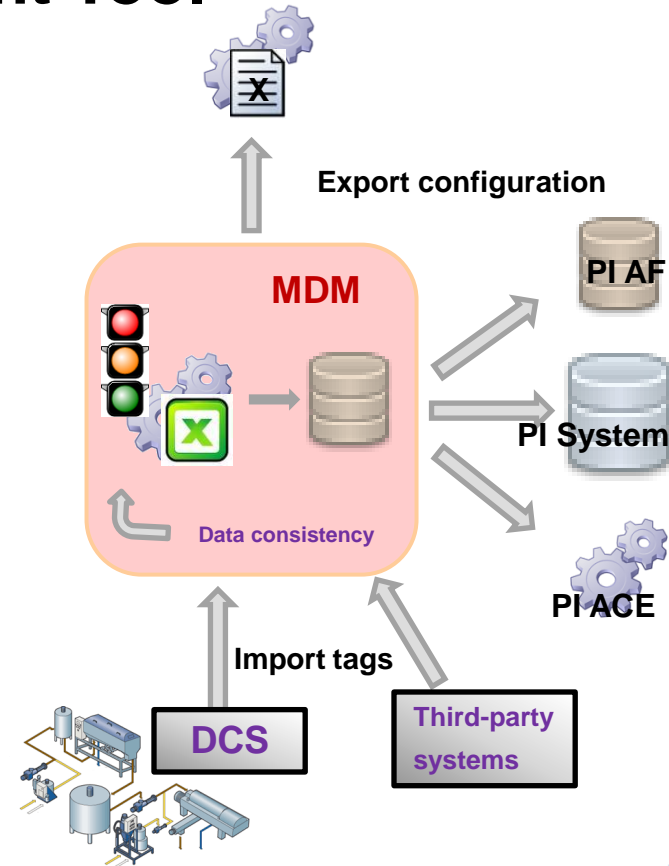 X
Export configuration
MDM
PI AF
X
PI System
Data consistency
PI ACE
Import tags
DCS
Third-party
systems